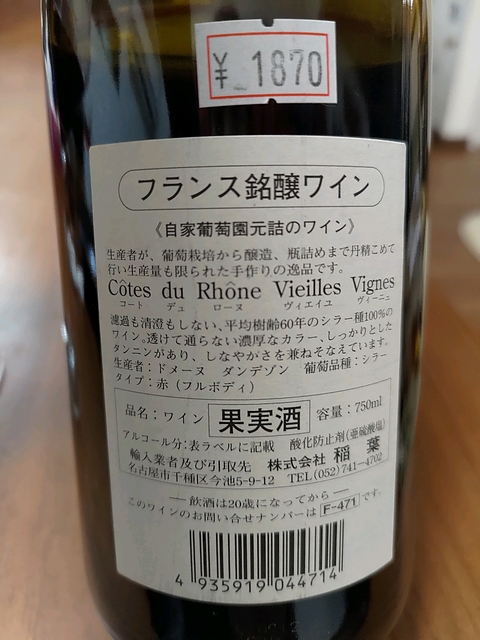 ¥ 1870
フランス銘醸ワイン
《自家葡萄園元詰のワイン》
生産者が、葡萄栽培から醸造、瓶詰めまで丹精こめて
行い生産量も限られた手作りの逸品です。
Côtes du Rhône Vieilles Vignes
コート デュ ローヌ ヴィエイユ ヴィーニュ
濾過も清澄もしない、平均樹齢60年のシラー種100%の
ワイン。透けて通らない濃厚なカラー、しっかりとした
タンニンがあり、しなやかさを兼ねそなえています。
生産者：ドメーヌ ダンデゾン 葡萄品種：シラー
タイプ：赤（フルボディ）
品名：ワイン 果実酒 容量：750ml
アルコール分：表ラベルに記載 酸化防止剤（亜硫酸塩）
輸入業者及び引取先 株式会社 稲葉
名古屋市千種区今池5-9-12 TEL(052)741-4702
—飲酒は20歳になってから—
このワインのお問い合せナンバーは F-471 です。
4 935919 044714